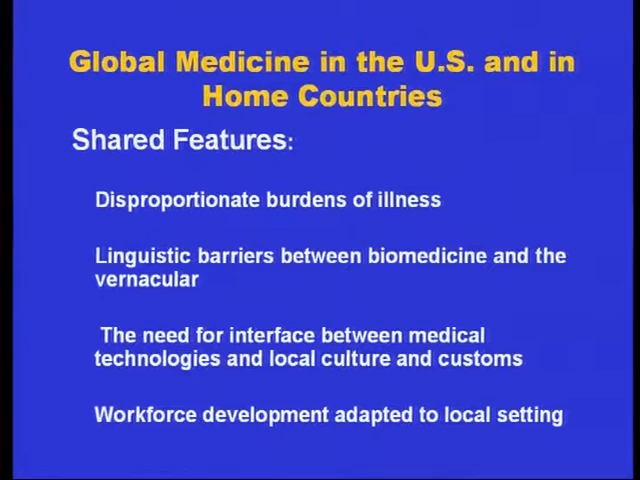 Global Medicine in the U.S. and in
Home Countries
Shared Features:
Disproportionate burdens of illness
Linguistic barriers between biomedicine and the
vernacular
The need for interface between medical
technologies and local culture and customs
Workforce development adapted to local setting